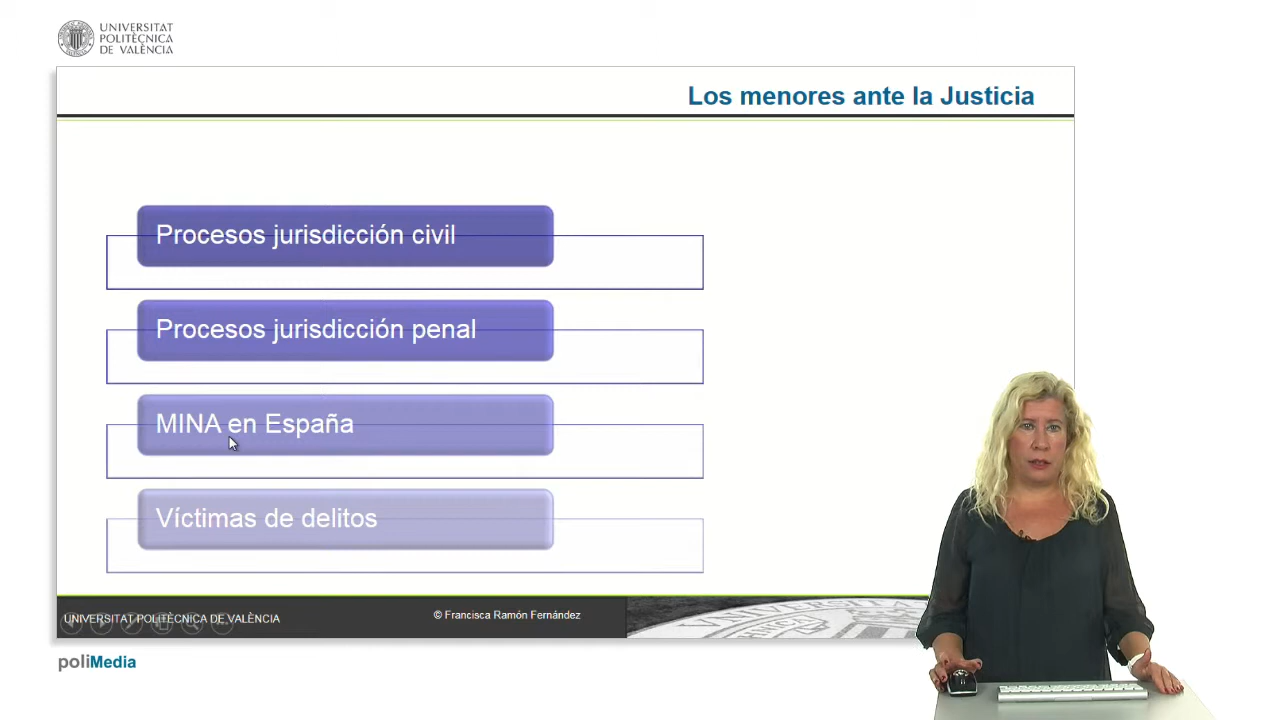 UNIVERSITAT
POLITÈCNICA
DE VALÈNCIA
Los menores ante la Justicia
Procesos jurisdicción civil
Procesos jurisdicción penal
MINA en España
Víctimas de delitos
UNIVERSITAT POLITÈCNICA DE VALÈNCIA
© Francisca Ramón Fernández
poliMedia